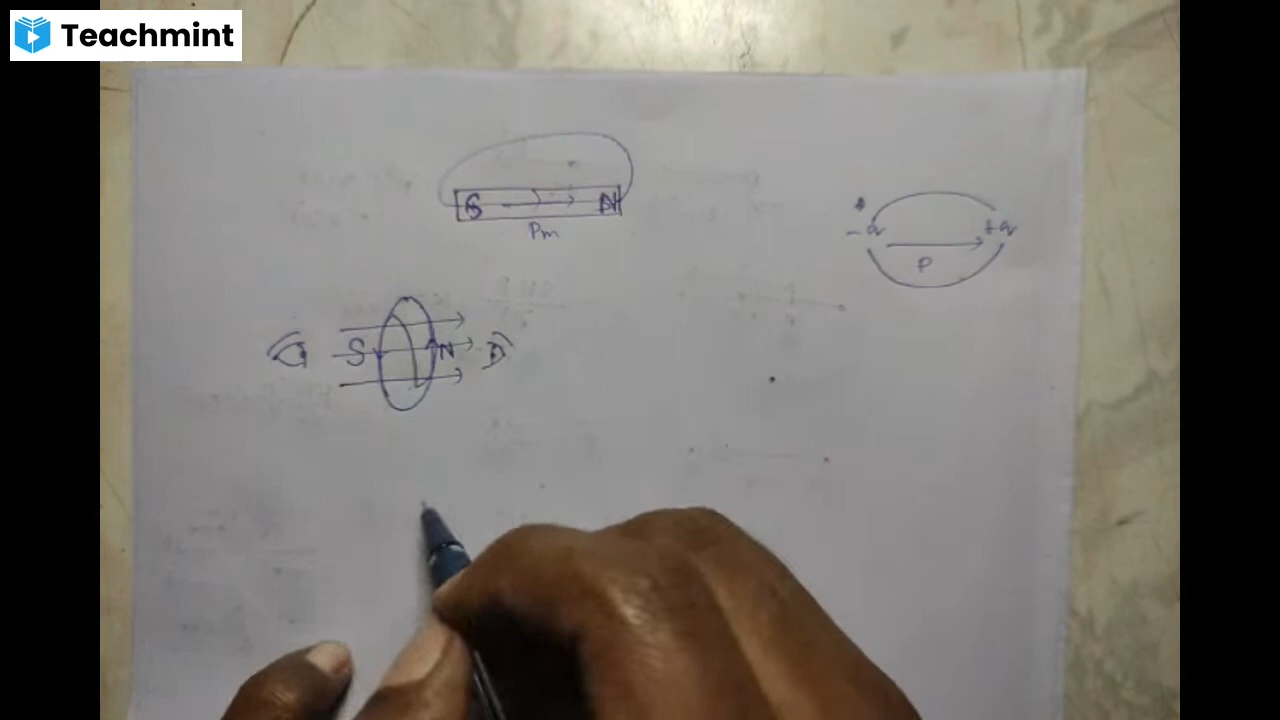 Teachmint
S N
Pm
-q +q
P
S N